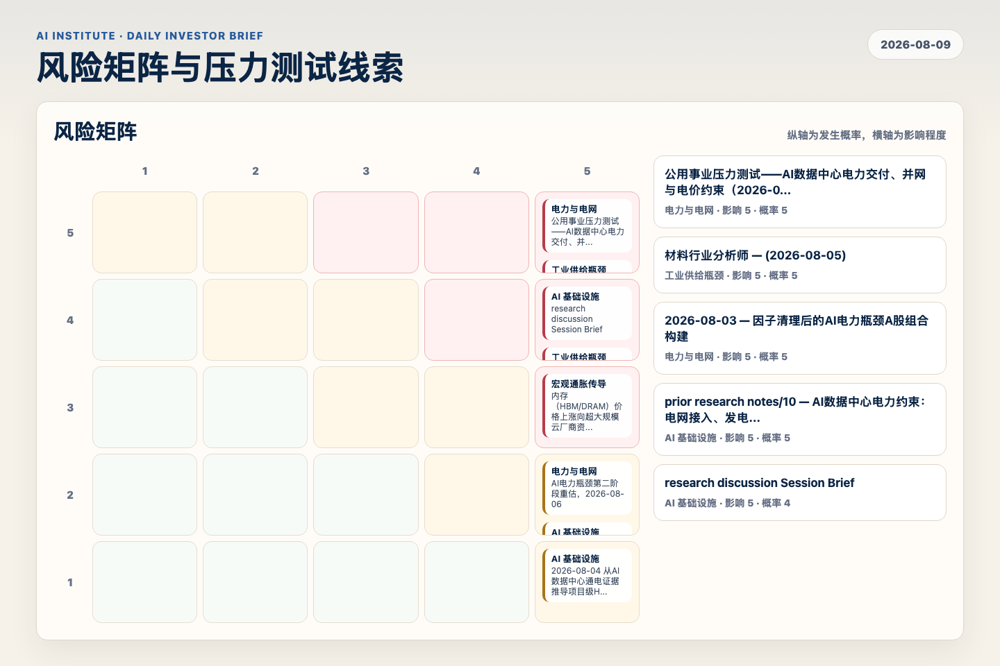 AI INSTITUTE · DAILY INVESTOR BRIEF
2026-08-09
风险矩阵与压力测试线索
风险矩阵
纵轴为发生概率，横轴为影响程度
1
2
3
4
5
5
电力与电网
公用事业压力测试
——AI数据中心电力
交付、并...
工业供给瓶颈
4
AI 基础设施
research
discussion
Session Brief
工业供给瓶颈
3
宏观通胀传导
内存
（HBM/DRAM）价
格上涨向超大规模
云厂商资...
2
电力与电网
AI电力瓶颈第二阶
段重估，2026-08-
06
AI 基础设施
1
AI 基础设施
2026-08-04 从AI
数据中心通电证据
推导项目级H...
公用事业压力测试——AI数据中心电力交付、并网
与电价约束（2026-0...
电力与电网 · 影响 5 · 概率 5
材料行业分析师 — (2026-08-05)
工业供给瓶颈 · 影响 5 · 概率 5
2026-08-03 — 因子清理后的AI电力瓶颈A股组合
构建
电力与电网 · 影响 5 · 概率 5
prior research notes/10 — AI数据中心电力约束：
电网接入、发电...
AI 基础设施 · 影响 5 · 概率 5
research discussion Session Brief
AI 基础设施 · 影响 5 · 概率 4